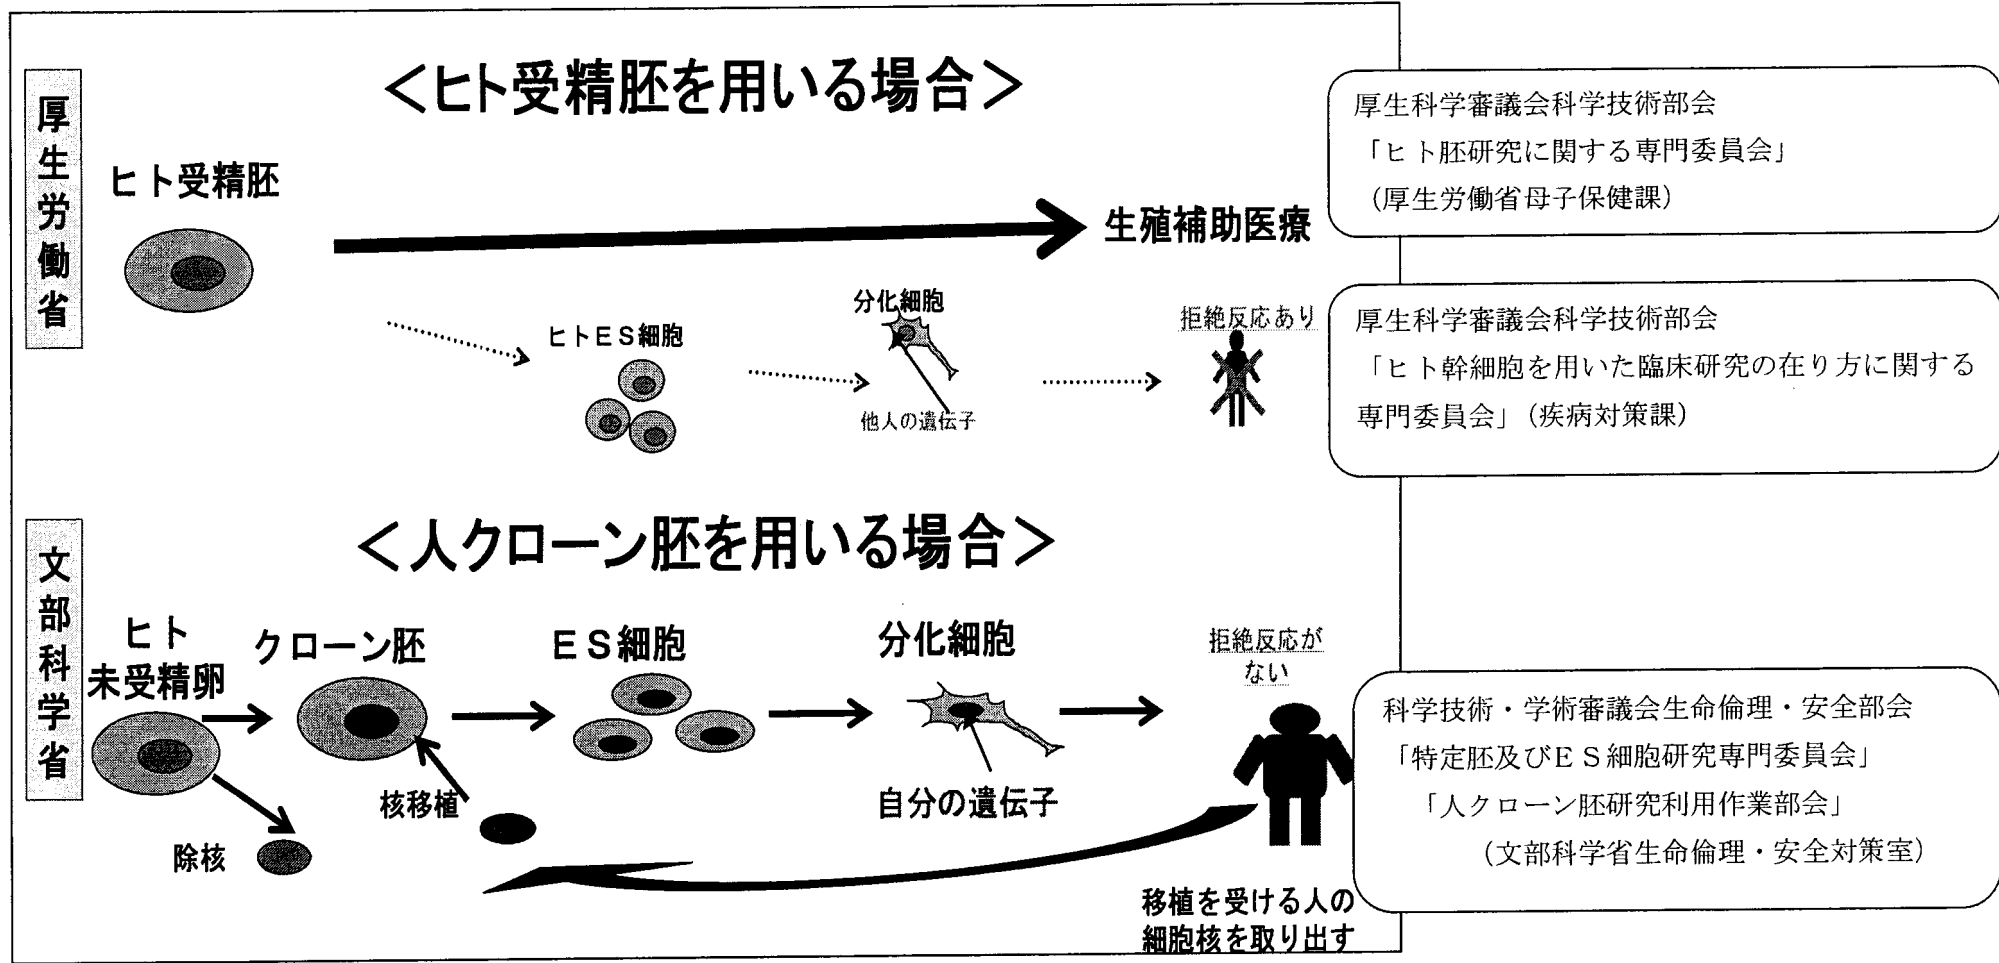 厚生労働省
＜ヒト受精胚を用いる場合＞
ヒト受精胚
生殖補助医療
ヒトＥＳ細胞
分化細胞
他人の遺伝子
拒絶反応あり
厚生科学審議会科学技術部会
「ヒト胚研究に関する専門委員会」
（厚生労働省母子保健課）
厚生科学審議会科学技術部会
「ヒト幹細胞を用いた臨床研究の在り方に関する
専門委員会」（疾病対策課）
文部科学省
＜人クローン胚を用いる場合＞
ヒト
未受精卵
クローン胚
ＥＳ細胞
分化細胞
拒絶反応が
ない
除核
核移植
自分の遺伝子
移植を受ける人の
細胞核を取り出す
科学技術・学術審議会生命倫理・安全部会
「特定胚及びＥＳ細胞研究専門委員会」
「人クローン胚研究利用作業部会」
（文部科学省生命倫理・安全対策室）